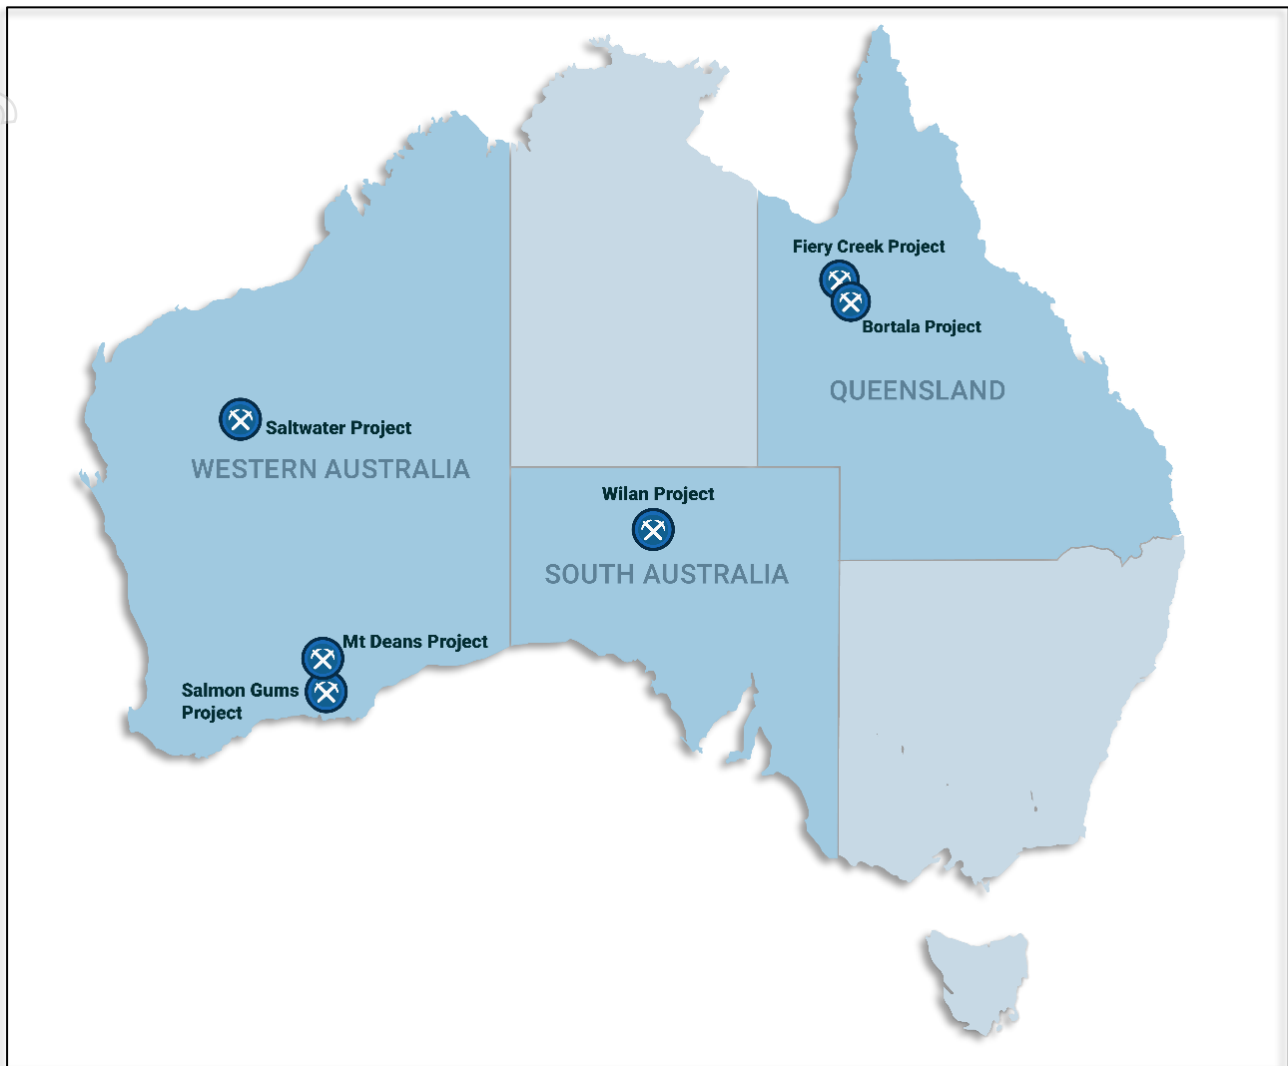 Fiery Creek Project
Bortala Project
QUEENSLAND
Saltwater Project
WESTERN AUSTRALIA
Wilan Project
SOUTH AUSTRALIA
Mt Deans Project
Salmon Gums
Project